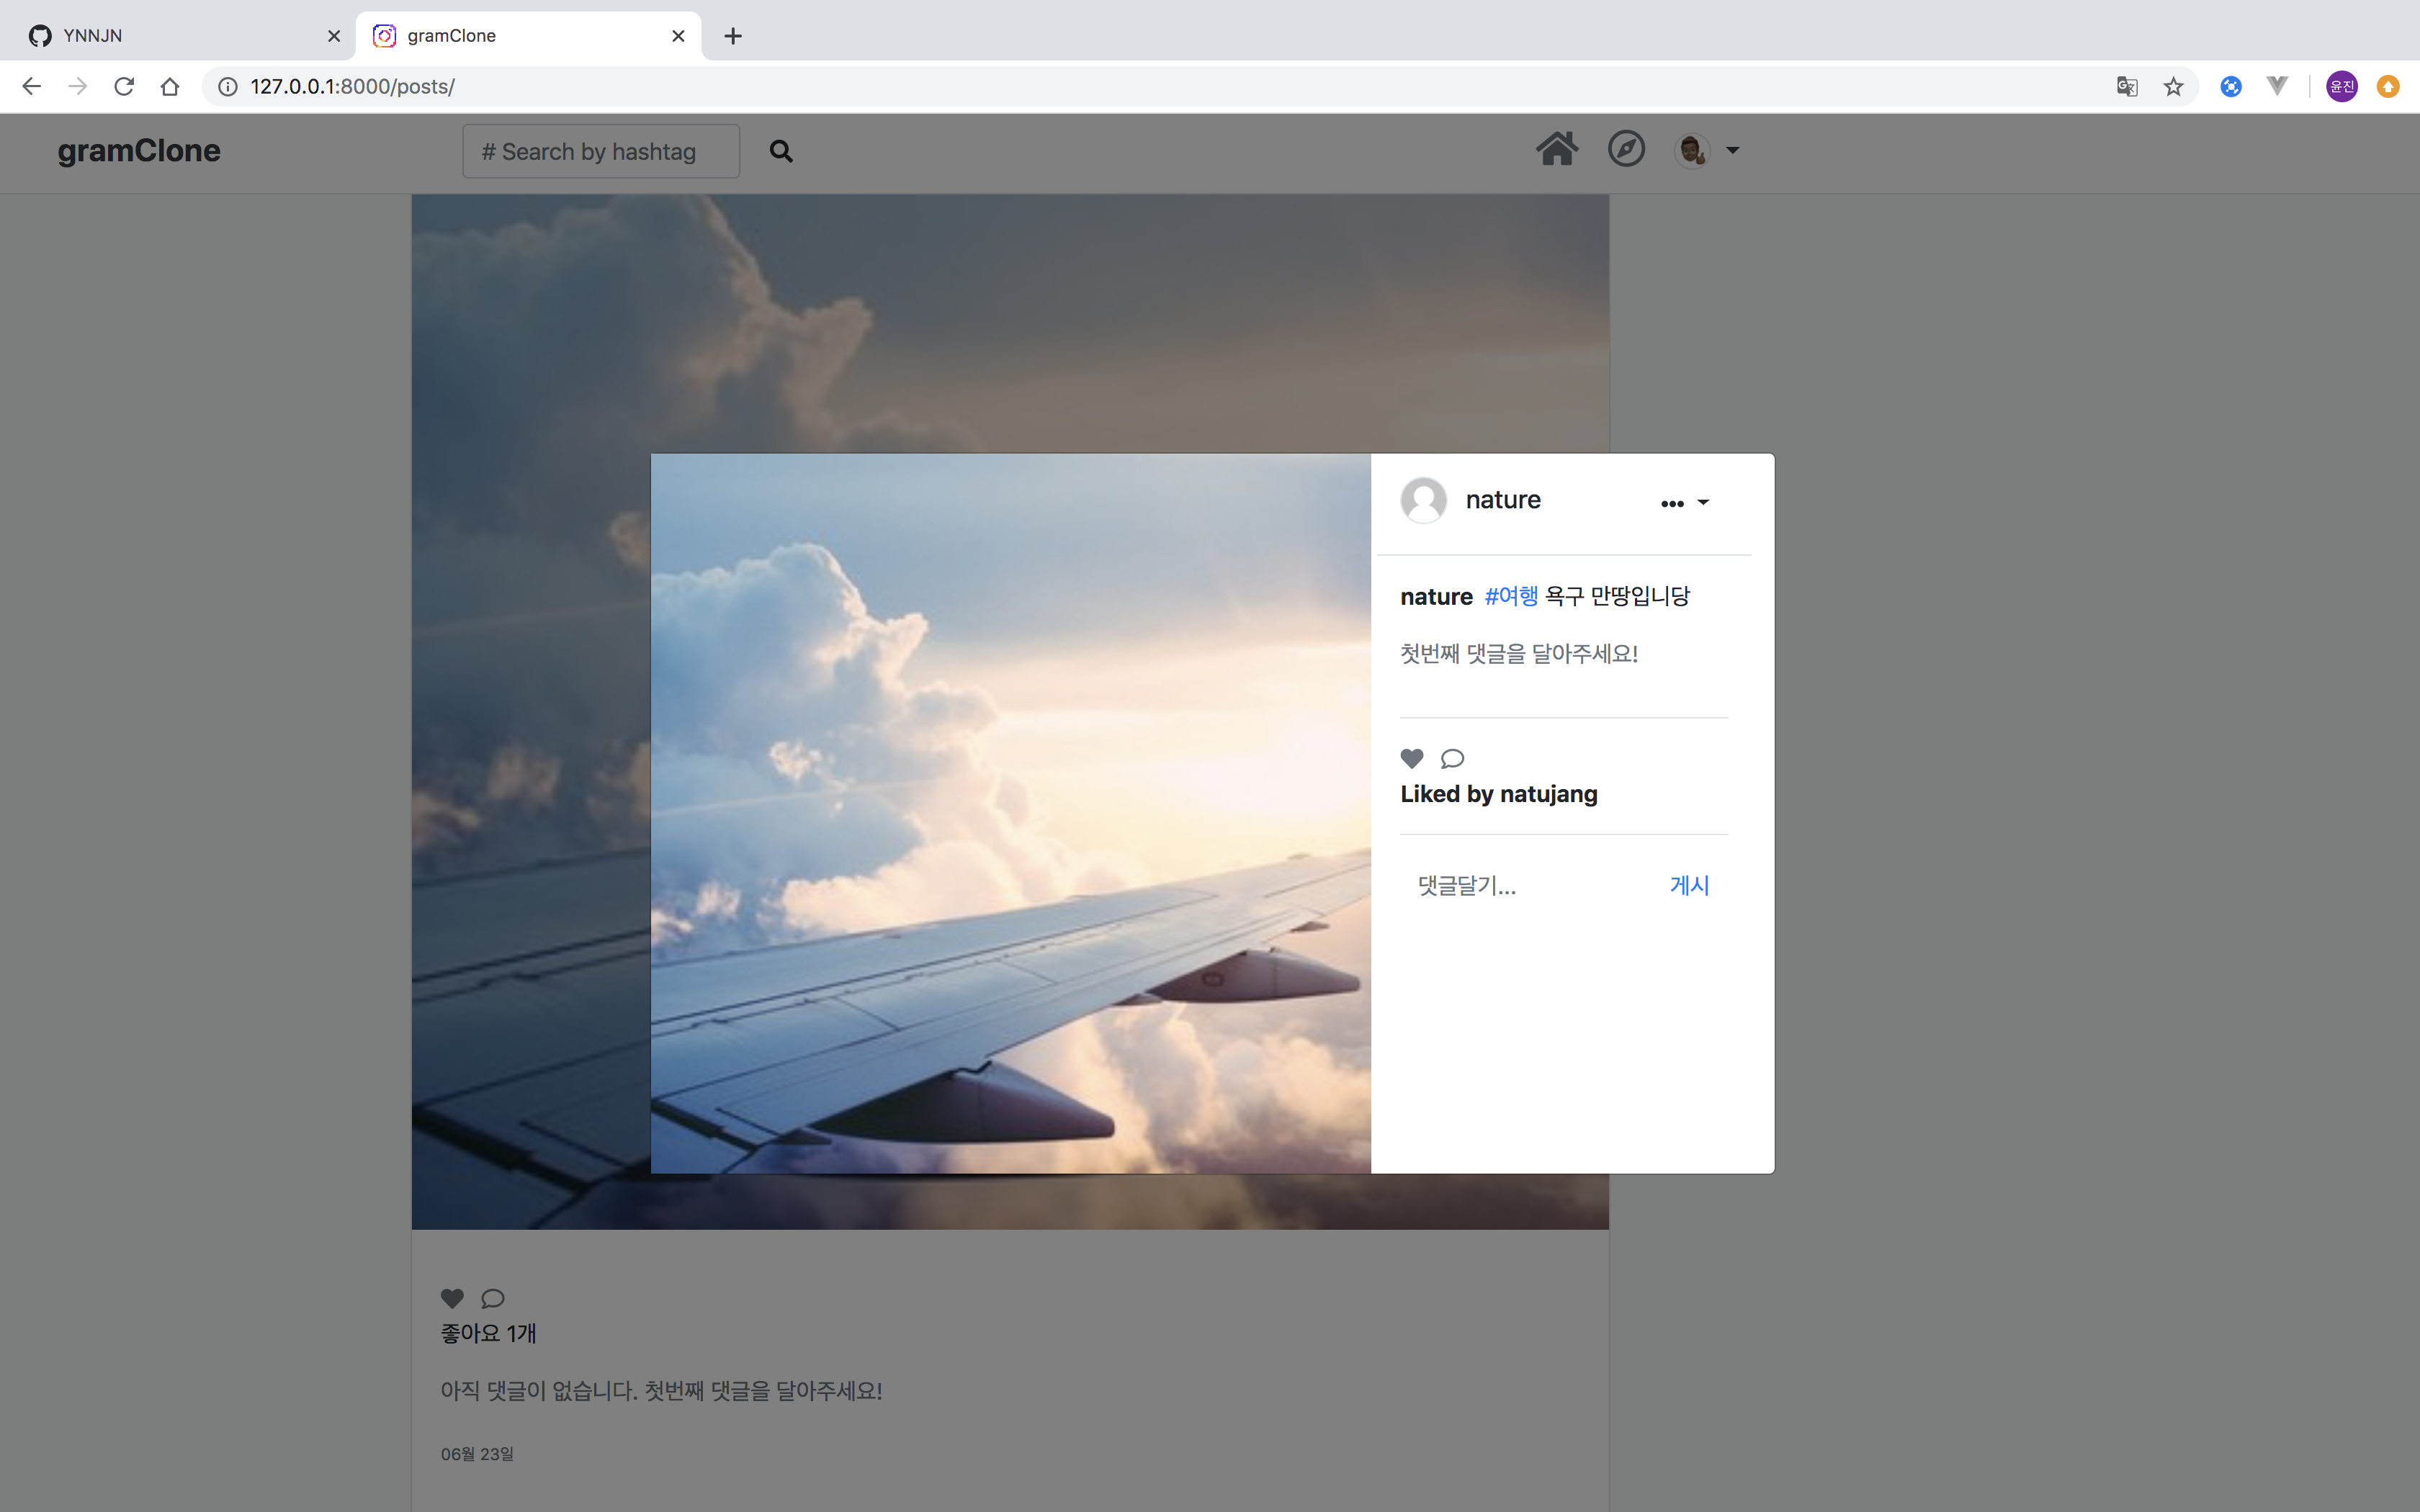 YNNJN
gramClone
127.0.0.1:8000/posts/
윤진
gramClone
# Search by hashtag
nature
nature #여행 욕구 만땅입니당
첫번째 댓글을 달아주세요!
Liked by natujang
댓글달기...
게시
좋아요 1개
아직 댓글이 없습니다. 첫번째 댓글을 달아주세요!
06월 23일